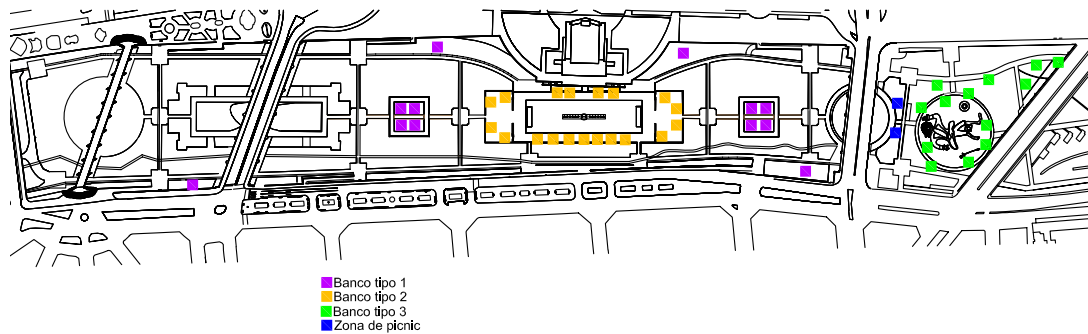 Banco tipo 1
Banco tipo 2
Banco tipo 3
Zona de picnic